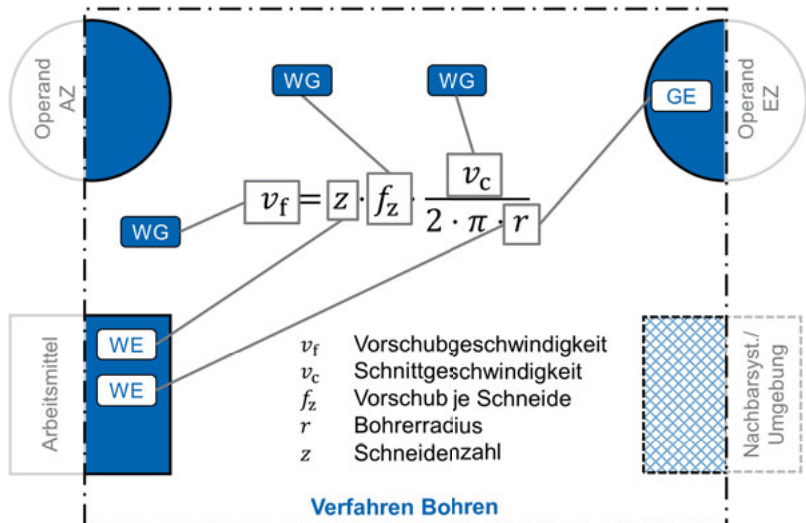 Operand
AZ
WG
WG
GE
Operand
EZ
v_f = z · f_z · v_c / (2 · π · r)
WG
Arbeitsmittel
WE
WE
v_f Vorschubgeschwindigkeit
v_c Schnittgeschwindigkeit
f_z Vorschub je Schneide
r Bohrerradius
z Schneidenzahl
Nachbarsyst./
Umgebung
Verfahren Bohren